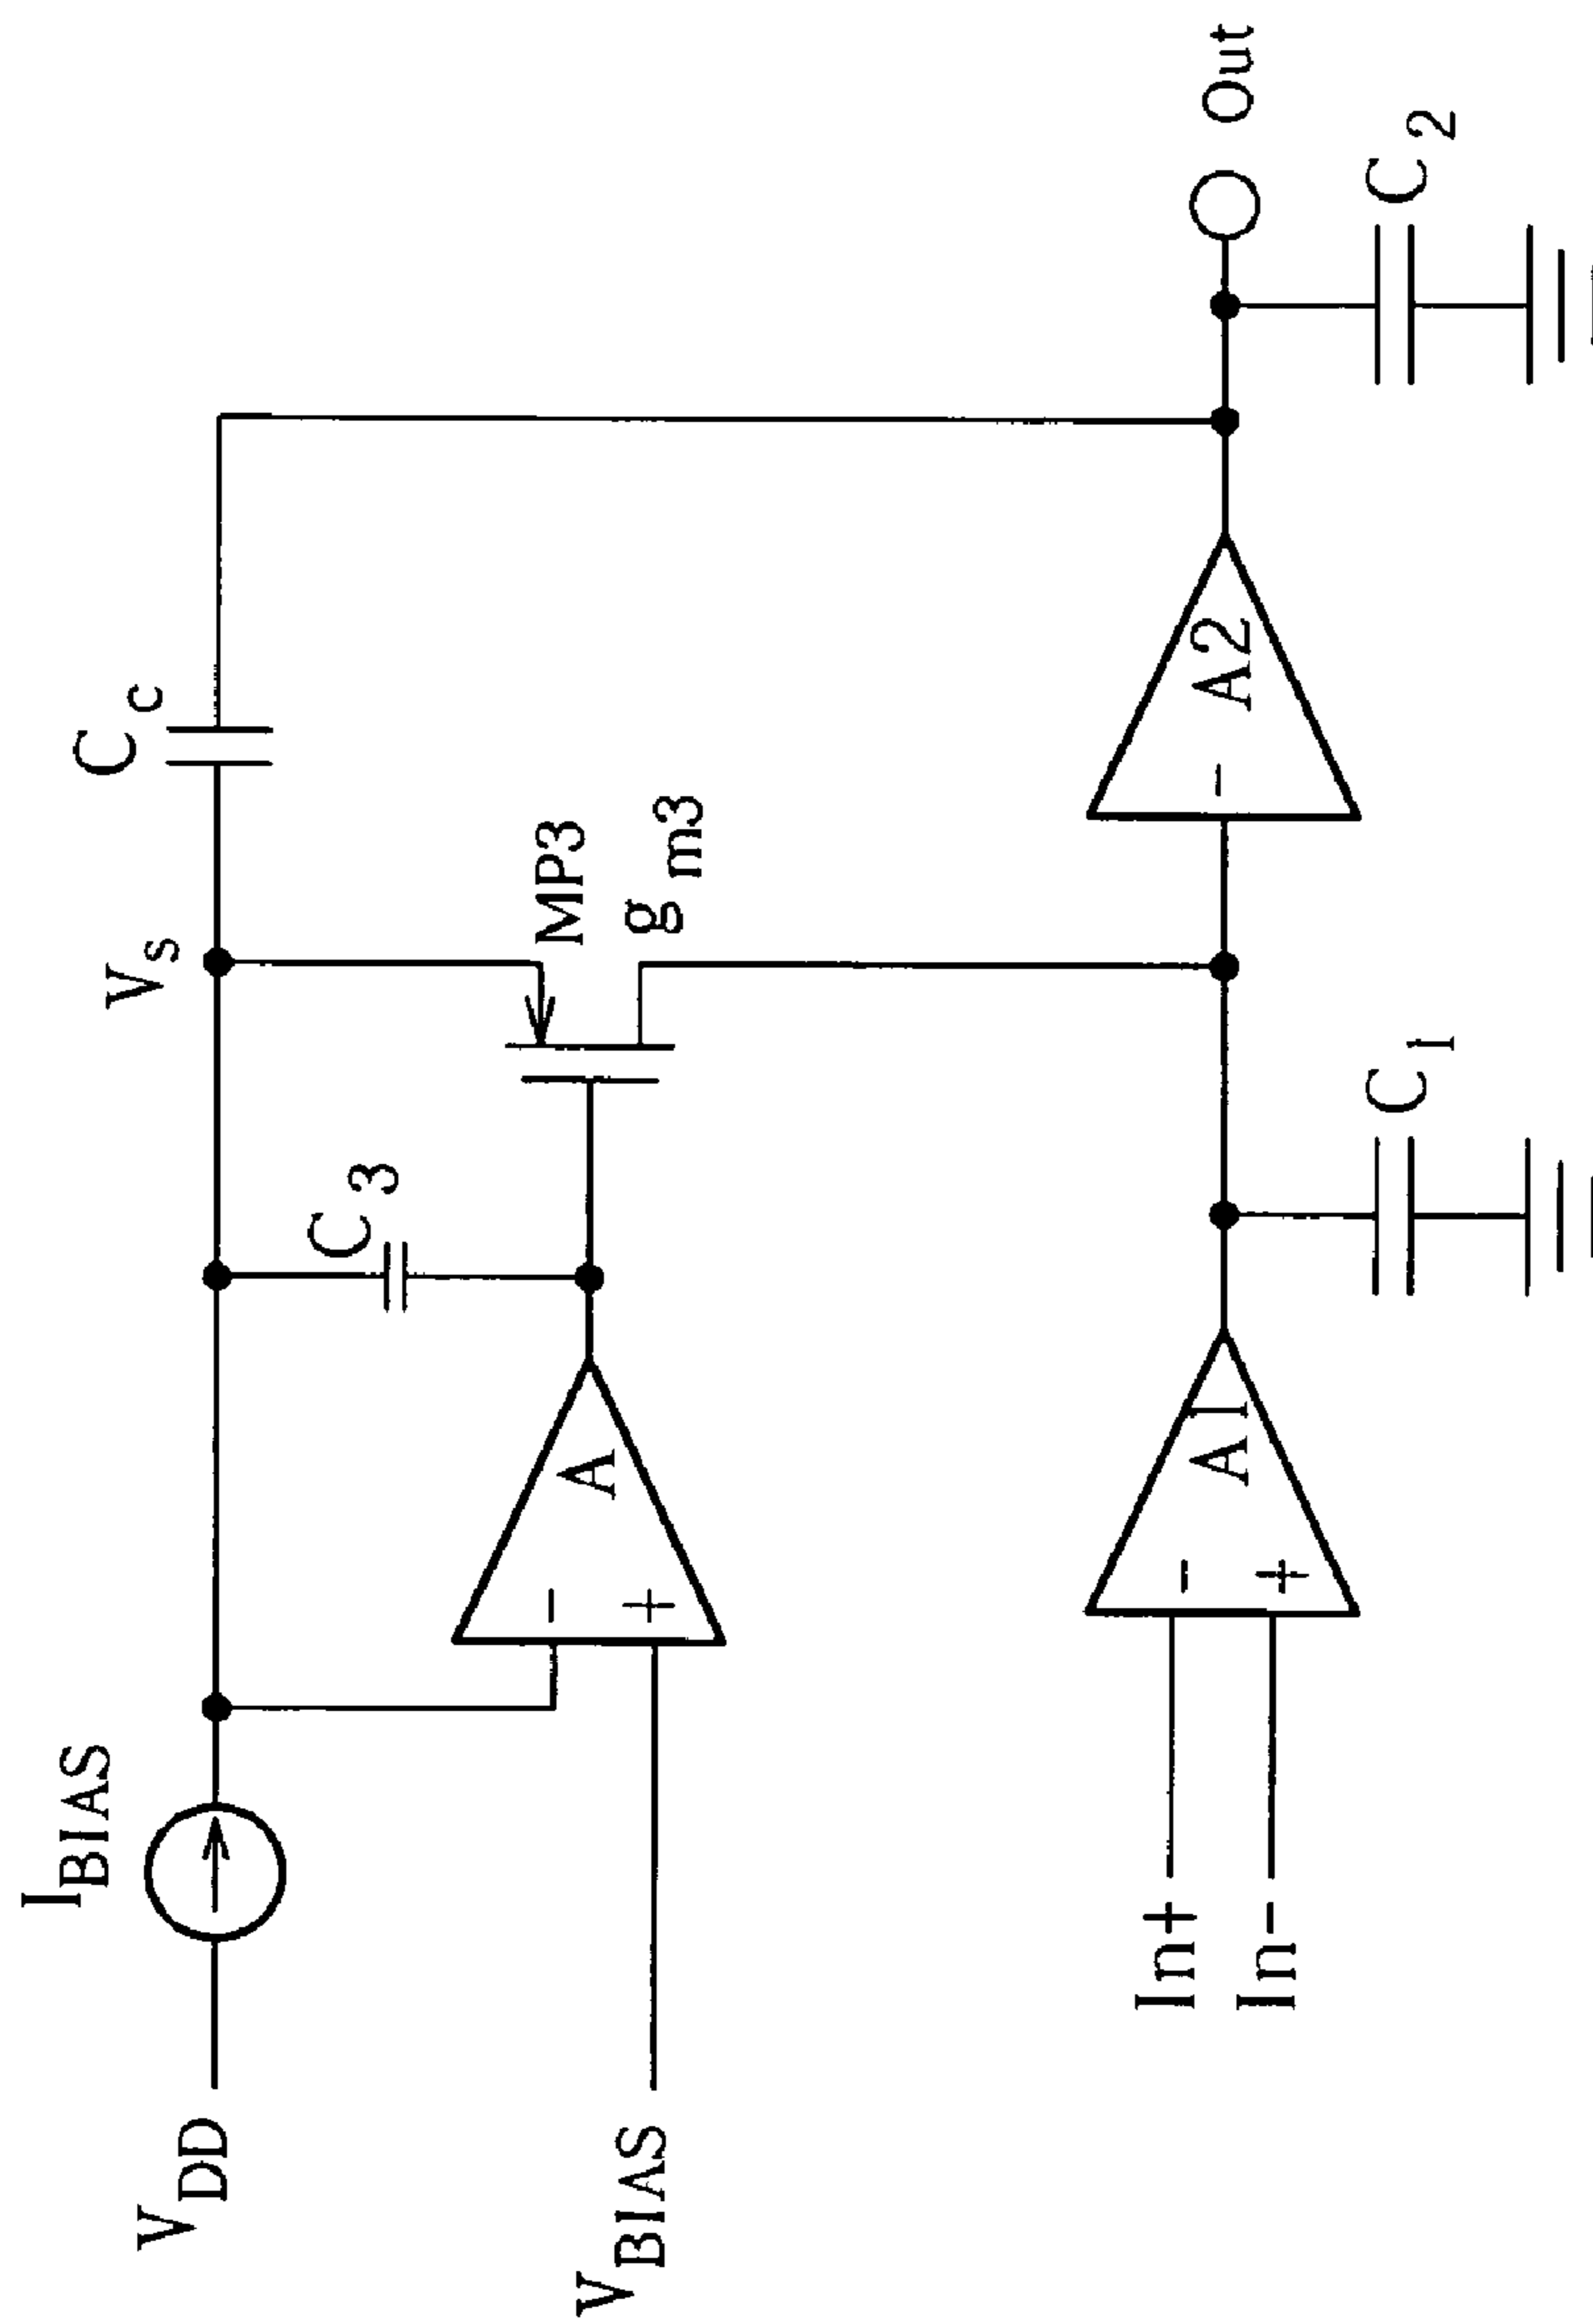 V_DD
I_BIAS
V_s
C_c
C_3
MP3
g_m3
V_BIAS
-
+
A
In+
In-
-
+
A1
C_1
-
A2
C_2
Out